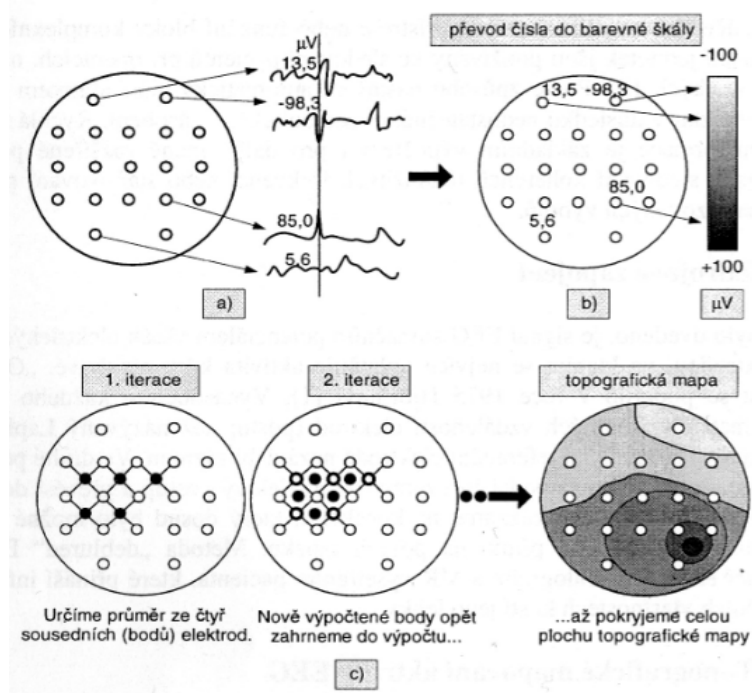 µV
13,5
-98,3
85,0
5,6
a)
převod čísla do barevné škály
-100
13,5 -98,3
85,0
5,6
+100
b)
µV
1. iterace
2. iterace
topografická mapa
Určíme průměr ze čtyř
sousedních (bodů) elektrod.
Nově výpočtené body opět
zahrneme do výpočtu...
...až pokryjeme celou
plochu topografické mapy
c)